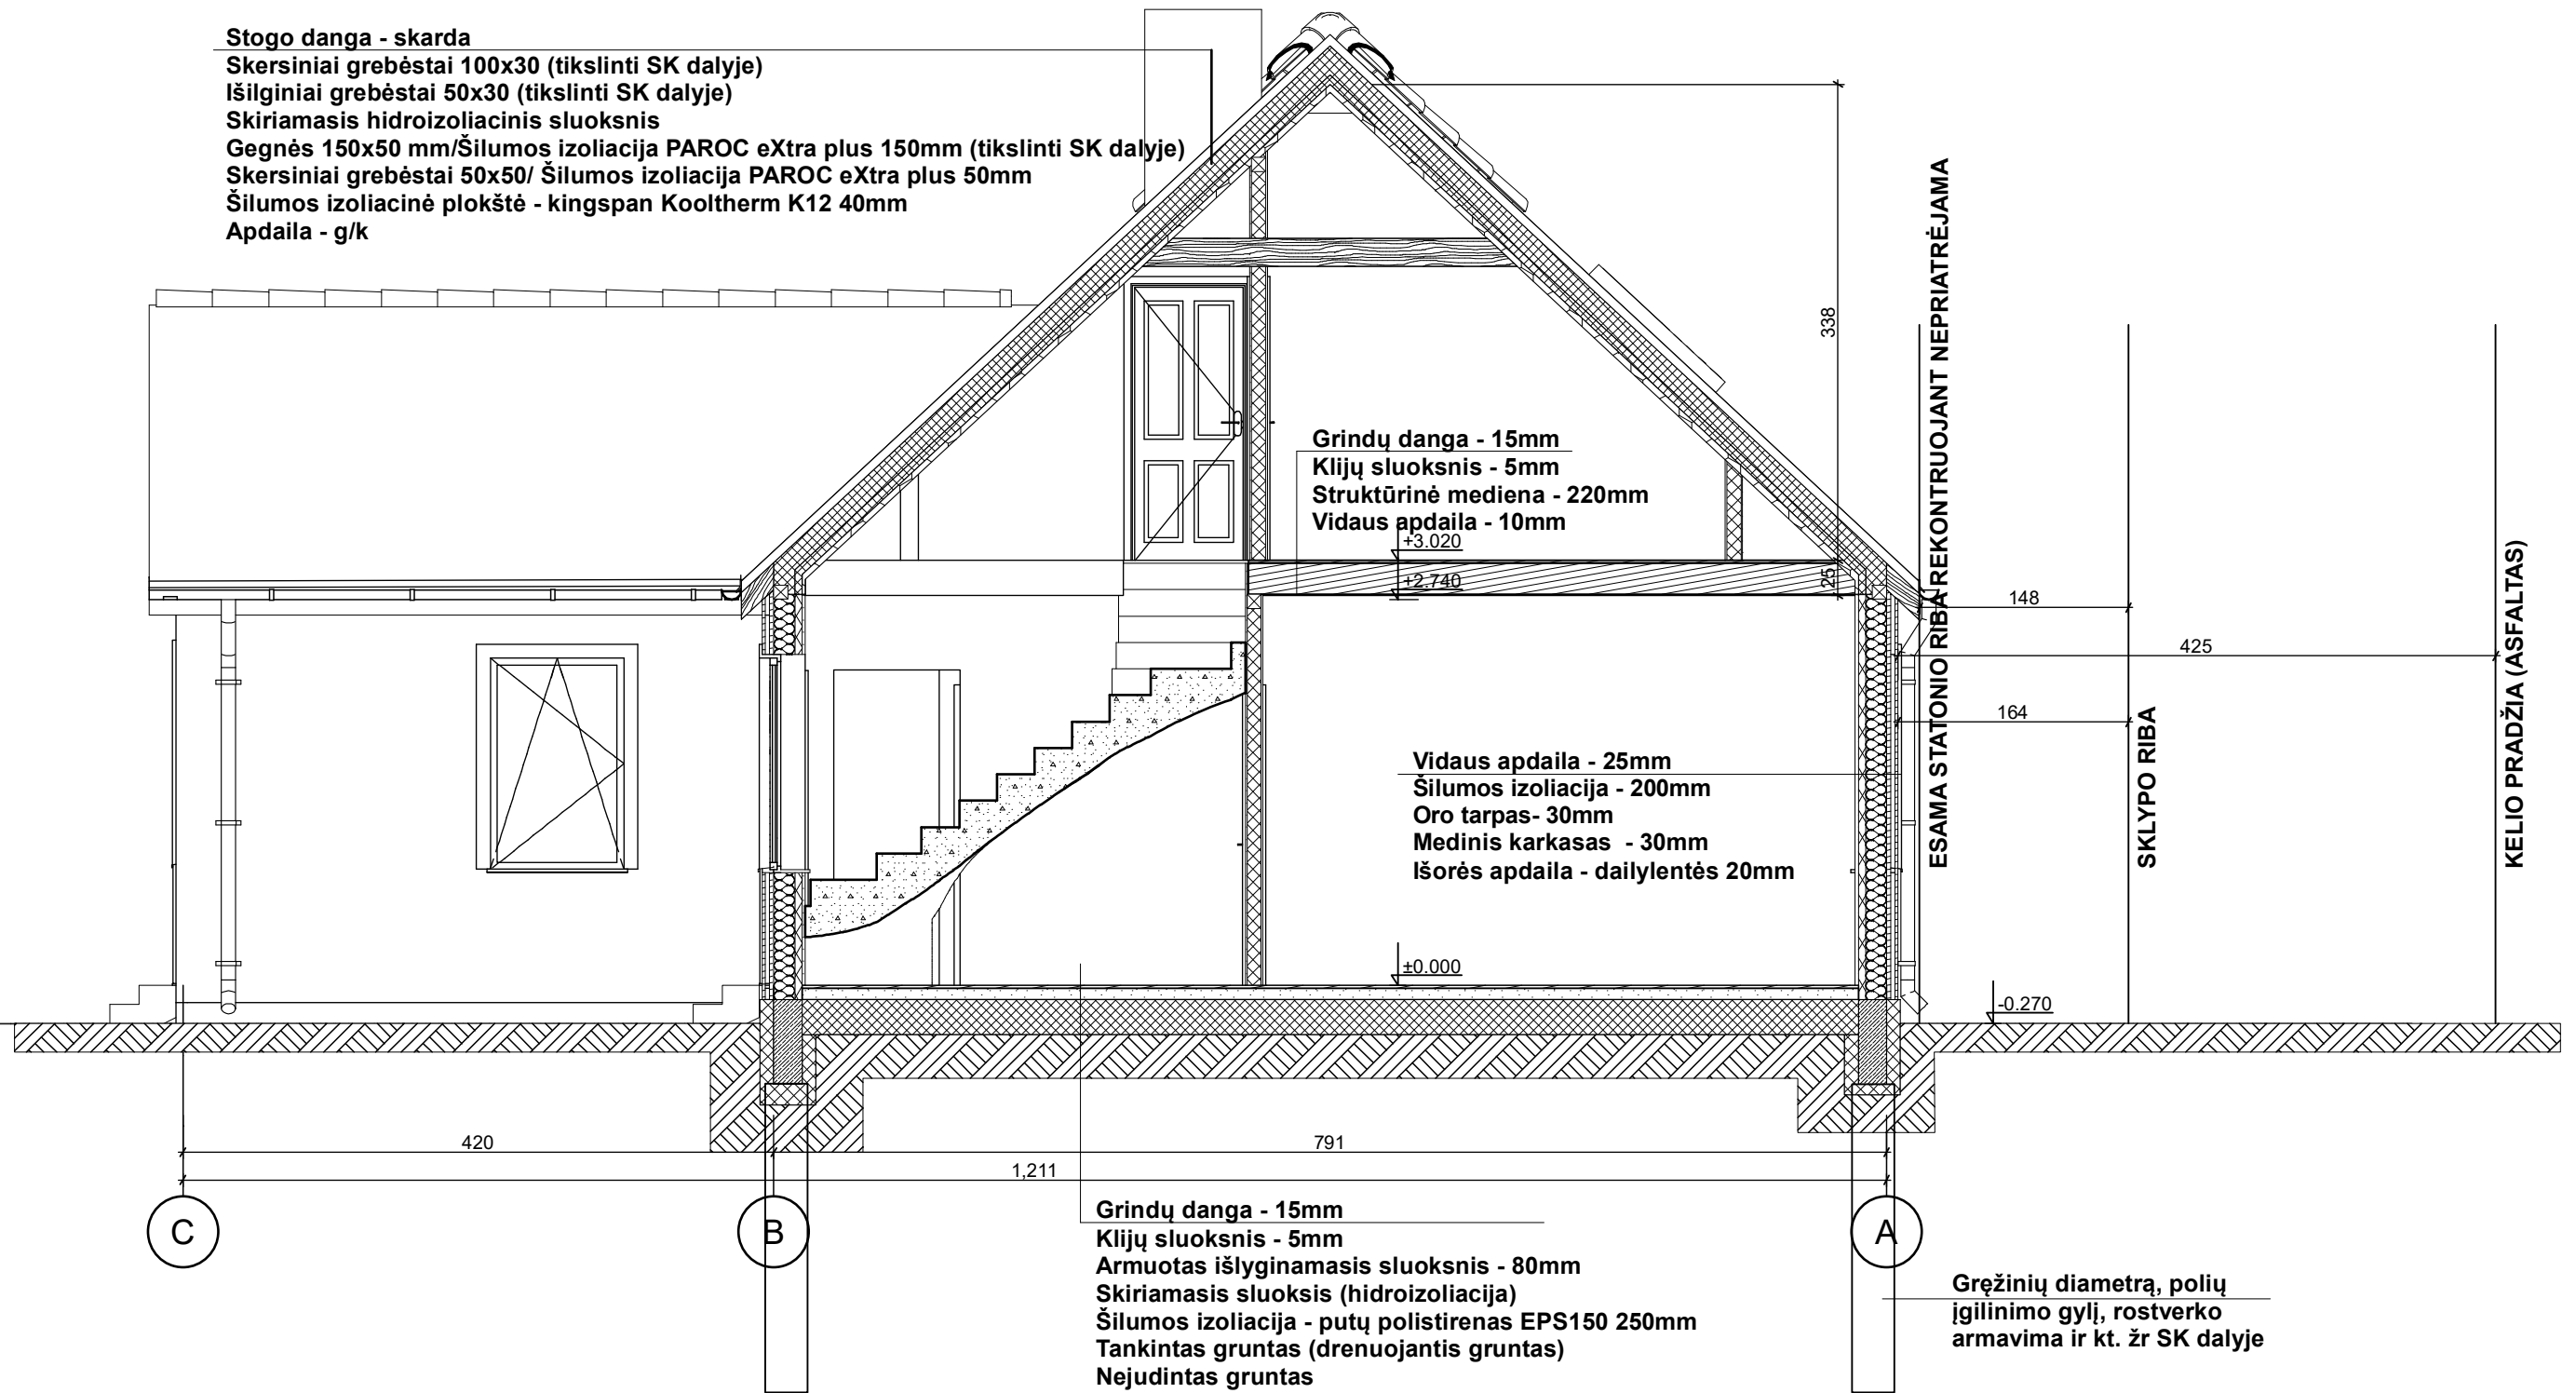 Stogo danga - skarda
Skersiniai grebėstai 100x30 (tikslinti SK dalyje)
Išilginiai grebėstai 50x30 (tikslinti SK dalyje)
Skiriamasis hidroizoliacinis sluoksnis
Gegnės 150x50 mm/Šilumos izoliacija PAROC eXtra plus 150mm (tikslinti SK dalyje)
Skersiniai grebėstai 50x50/ Šilumos izoliacija PAROC eXtra plus 50mm
Šilumos izoliacinė plokštė - kingspan Kooltherm K12 40mm
Apdaila - g/k
338
Grindų danga - 15mm
Klijų sluoksnis - 5mm
Struktūrinė mediena - 220mm
Vidaus apdaila - 10mm
+3.020
+2.740
25
ESAMA STATONIO RIBA REKONTRUOJANT NEPRIATRĖJAMA
SKLYPO RIBA
KELIO PRADŽIA (ASFALTAS)
148
425
164
Vidaus apdaila - 25mm
Šilumos izoliacija - 200mm
Oro tarpas- 30mm
Medinis karkasas - 30mm
Išorės apdaila - dailylentės 20mm
±0.000
-0.270
420
791
1,211
C
B
A
Grindų danga - 15mm
Klijų sluoksnis - 5mm
Armuotas išlyginamasis sluoksnis - 80mm
Skiriamasis sluoksis (hidroizoliacija)
Šilumos izoliacija - putų polistirenas EPS150 250mm
Tankintas gruntas (drenuojantis gruntas)
Nejudintas gruntas
Gręžinių diametrą, polių
įgilinimo gylį, rostverko
armavima ir kt. žr SK dalyje